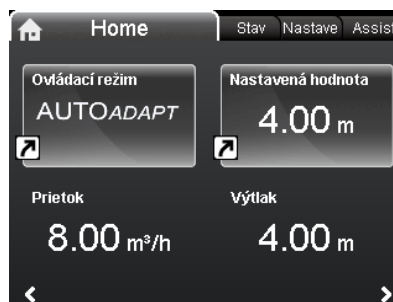 Home Stav Nastave Assist
Ovládací režim Nastavená hodnota
AUTOADAPT 4.00 m
Prietok Výtlak
8.00 m³/h 4.00 m